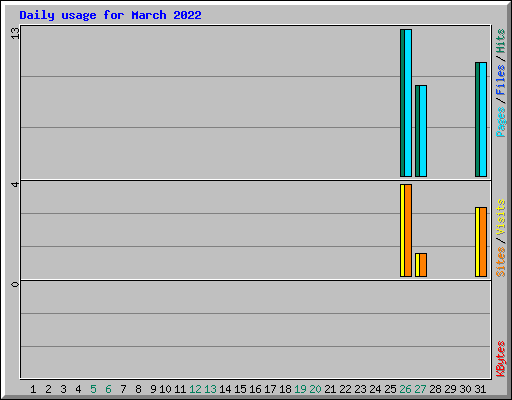 Daily usage for March 2022
13
4
0
Pages/Files/Hits
Sites/Visits
KBytes
1 2 3 4 5 6 7 8 9 10 11 12 13 14 15 16 17 18 19 20 21 22 23 24 25 26 27 28 29 30 31